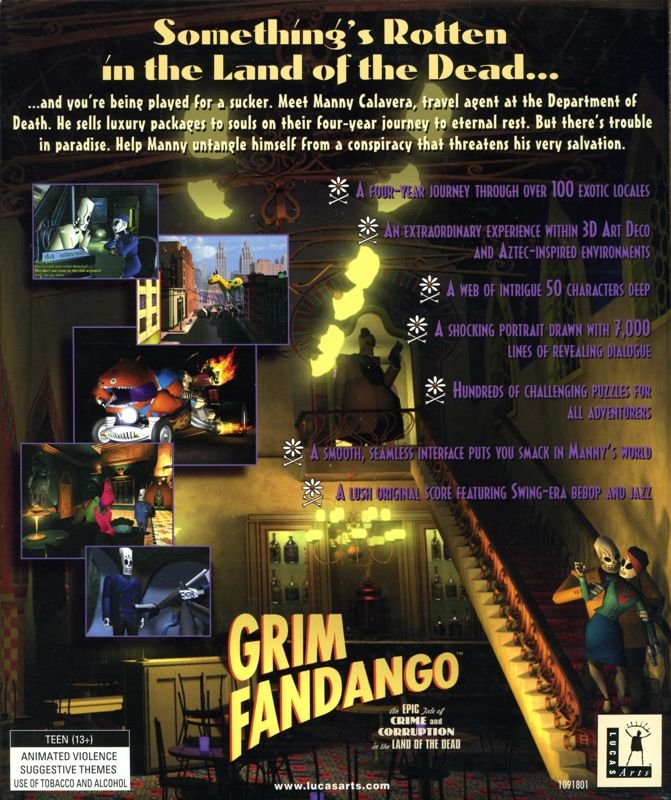 Something's Rotten
in the Land of the Dead...
...and you're being played for a sucker. Meet Manny Calavera, travel agent at the Department of
Death. He sells luxury packages to souls on their four-year journey to eternal rest. But there's trouble
in paradise. Help Manny untangle himself from a conspiracy that threatens his very salvation.
A four-year journey through over 100 exotic locales
An extraordinary experience within 3D Art Deco
and Aztec-inspired environments
A web of intrigue 50 characters deep
A shocking portrait drawn with 7,000
lines of revealing dialogue
Hundreds of challenging puzzles for
all adventurers
A smooth, seamless interface puts you smack in Manny's world
A lush original score featuring Swing-era bebop and jazz
GRIM
FANDANGO™
An EPIC Tale of
CRIME and
CORRUPTION
in the LAND OF THE DEAD
TEEN (13+)
ANIMATED VIOLENCE
SUGGESTIVE THEMES
USE OF TOBACCO AND ALCOHOL
www.lucasarts.com
1091801
LUCAS
Arts